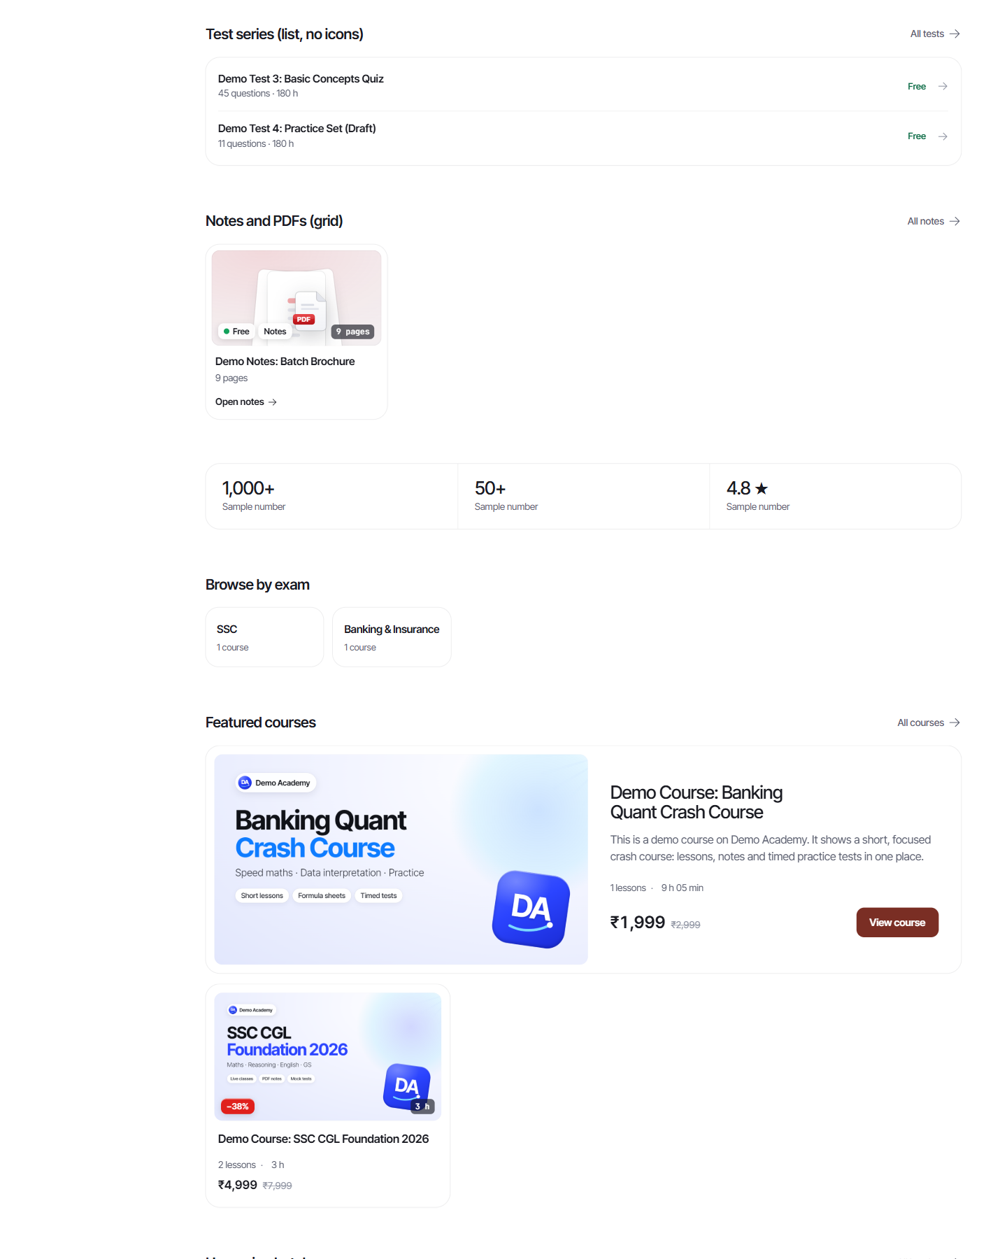 Test series (list, no icons)
All tests
Demo Test 3: Basic Concepts Quiz
45 questions · 180 h
Free
Demo Test 4: Practice Set (Draft)
11 questions · 180 h
Free
Notes and PDFs (grid)
All notes
PDF
Free
Notes
9 pages
Demo Notes: Batch Brochure
9 pages
Open notes
1,000+
Sample number
50+
Sample number
4.8 ★
Sample number
Browse by exam
SSC
1 course
Banking & Insurance
1 course
Featured courses
All courses
DA Demo Academy
Banking Quant
Crash Course
Speed maths · Data interpretation · Practice
Short lessons
Formula sheets
Timed tests
DA
Demo Course: Banking
Quant Crash Course
This is a demo course on Demo Academy. It shows a short, focused
crash course: lessons, notes and timed practice tests in one place.
1 lessons · 9 h 05 min
₹1,999 ₹2,999
View course
DA Demo Academy
SSC CGL
Foundation 2026
Maths · Reasoning · English · GS
Live classes
PDF notes
Mock tests
DA
−38%
3 h
Demo Course: SSC CGL Foundation 2026
2 lessons · 3 h
₹4,999 ₹7,999